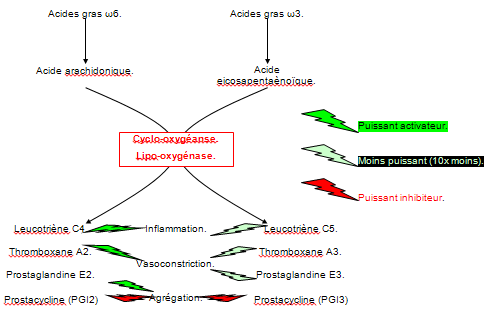 Acides gras ω6.
Acides gras ω3.
Acide arachidonique.
Acide
eicosapentaènoïque.
Cyclo-oxygéanse.
Lipo-oxygénase.
Puissant activateur.
Moins puissant (10x moins).
Puissant inhibiteur.
Leucotriène C4.
Inflammation.
Leucotriène C5.
Thromboxane A2.
Vasoconstriction.
Thromboxane A3.
Prostaglandine E2.
Prostaglandine E3.
Prostacycline (PGI2)
Agrégation.
Prostacycline (PGI3)